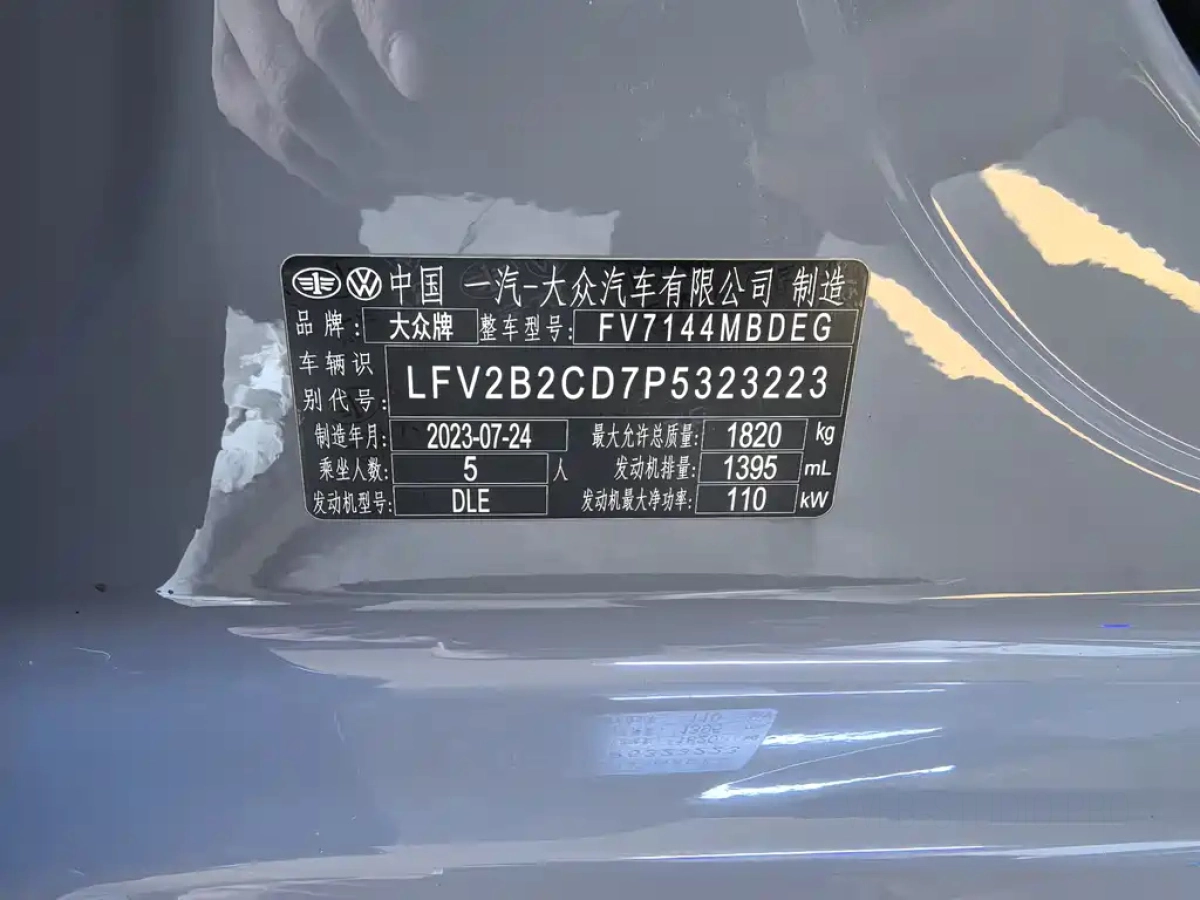 中国 一汽-大众汽车有限公司 制造
品牌: 大众牌 整车型号: FV7144MBDEG
车辆识别代号: LFV2B2CD7P5323223
制造年月: 2023-07-24 最大允许总质量: 1820 kg
乘坐人数: 5 人 发动机排量: 1395 mL
发动机型号: DLE 发动机最大净功率: 110 kW